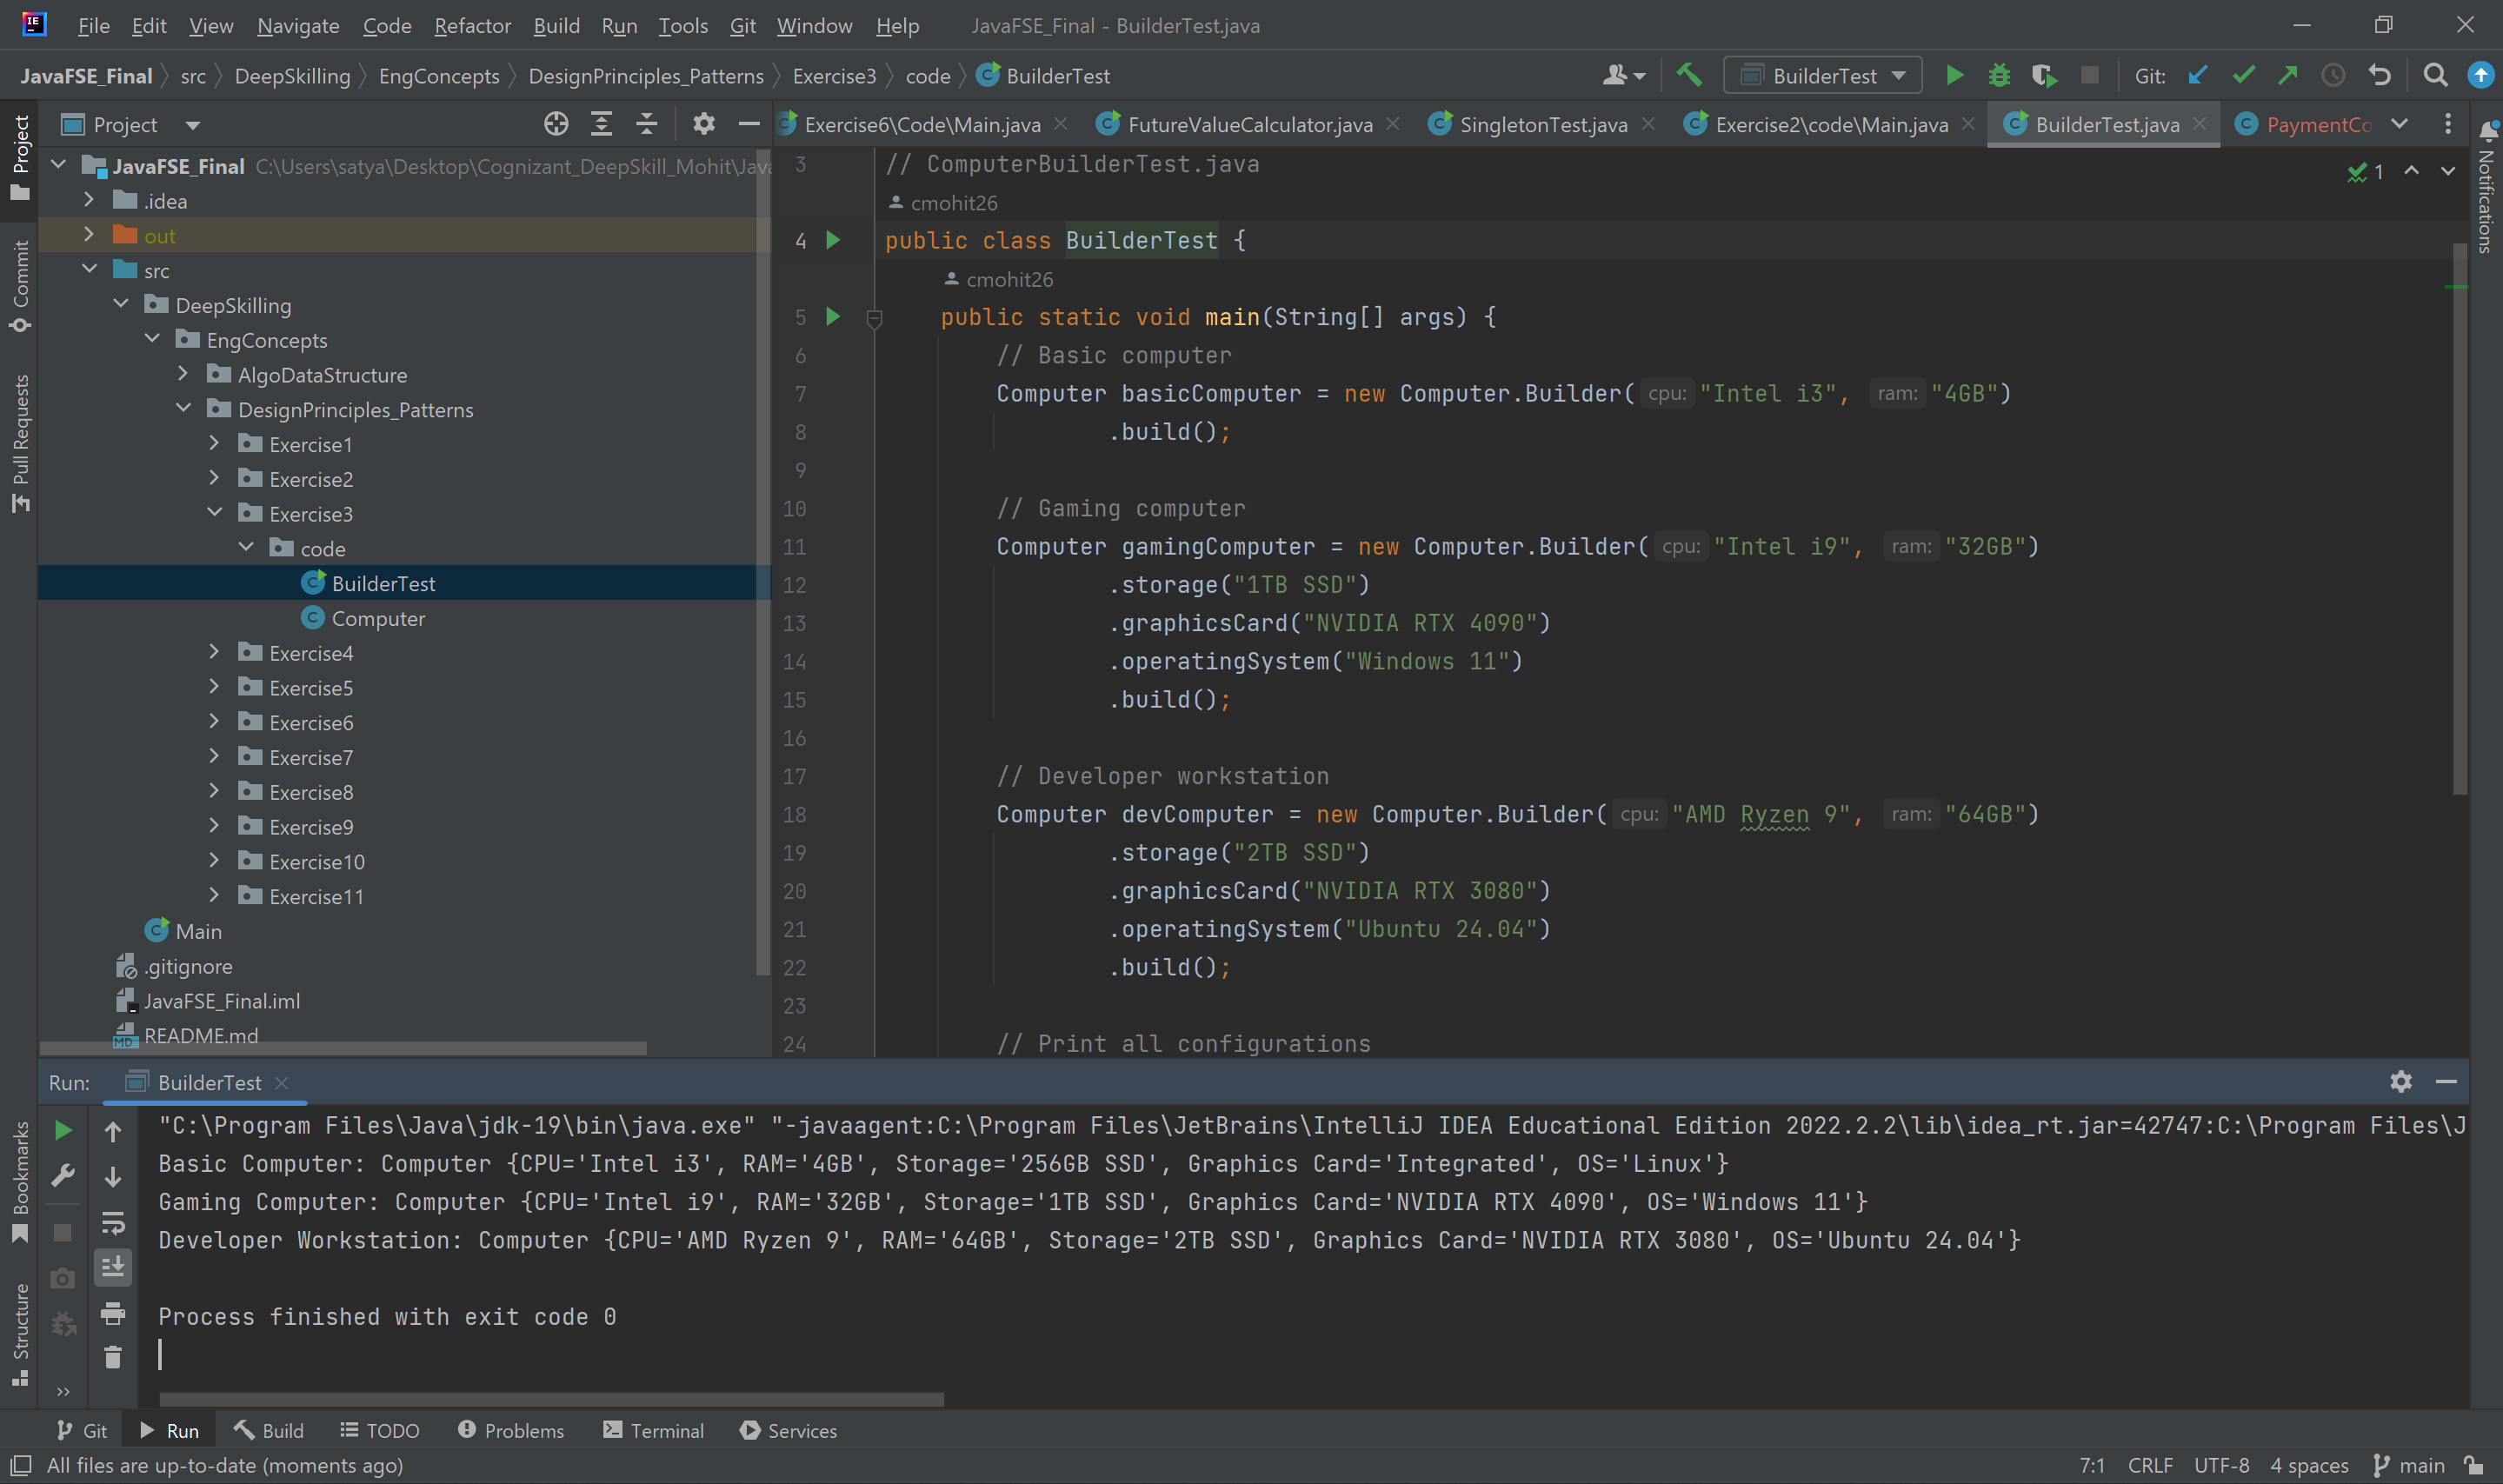 File Edit View Navigate Code Refactor Build Run Tools Git Window Help JavaFSE_Final - BuilderTest.java
JavaFSE_Final src DeepSkilling EngConcepts DesignPrinciples_Patterns Exercise3 code BuilderTest BuilderTest Git:
Project
Exercise6\Code\Main.java FutureValueCalculator.java SingletonTest.java Exercise2\code\Main.java BuilderTest.java PaymentCo
Project
Commit
Pull Requests
Bookmarks
Structure
Notifications
JavaFSE_Final C:\Users\satya\Desktop\Cognizant_DeepSkill_Mohit\Java
.idea
out
src
DeepSkilling
EngConcepts
AlgoDataStructure
DesignPrinciples_Patterns
Exercise1
Exercise2
Exercise3
code
BuilderTest
Computer
Exercise4
Exercise5
Exercise6
Exercise7
Exercise8
Exercise9
Exercise10
Exercise11
Main
.gitignore
JavaFSE_Final.iml
README.md
1
3 // ComputerBuilderTest.java
cmohit26
4 public class BuilderTest {
cmohit26
5 public static void main(String[] args) {
6 // Basic computer
7 Computer basicComputer = new Computer.Builder( cpu: "Intel i3", ram: "4GB")
8 .build();
9
10 // Gaming computer
11 Computer gamingComputer = new Computer.Builder( cpu: "Intel i9", ram: "32GB")
12 .storage("1TB SSD")
13 .graphicsCard("NVIDIA RTX 4090")
14 .operatingSystem("Windows 11")
15 .build();
16
17 // Developer workstation
18 Computer devComputer = new Computer.Builder( cpu: "AMD Ryzen 9", ram: "64GB")
19 .storage("2TB SSD")
20 .graphicsCard("NVIDIA RTX 3080")
21 .operatingSystem("Ubuntu 24.04")
22 .build();
23
24 // Print all configurations
Run: BuilderTest
"C:\Program Files\Java\jdk-19\bin\java.exe" "-javaagent:C:\Program Files\JetBrains\IntelliJ IDEA Educational Edition 2022.2.2\lib\idea_rt.jar=42747:C:\Program Files\J
Basic Computer: Computer {CPU='Intel i3', RAM='4GB', Storage='256GB SSD', Graphics Card='Integrated', OS='Linux'}
Gaming Computer: Computer {CPU='Intel i9', RAM='32GB', Storage='1TB SSD', Graphics Card='NVIDIA RTX 4090', OS='Windows 11'}
Developer Workstation: Computer {CPU='AMD Ryzen 9', RAM='64GB', Storage='2TB SSD', Graphics Card='NVIDIA RTX 3080', OS='Ubuntu 24.04'}
Process finished with exit code 0
Git Run Build TODO Problems Terminal Services
All files are up-to-date (moments ago) 7:1 CRLF UTF-8 4 spaces main